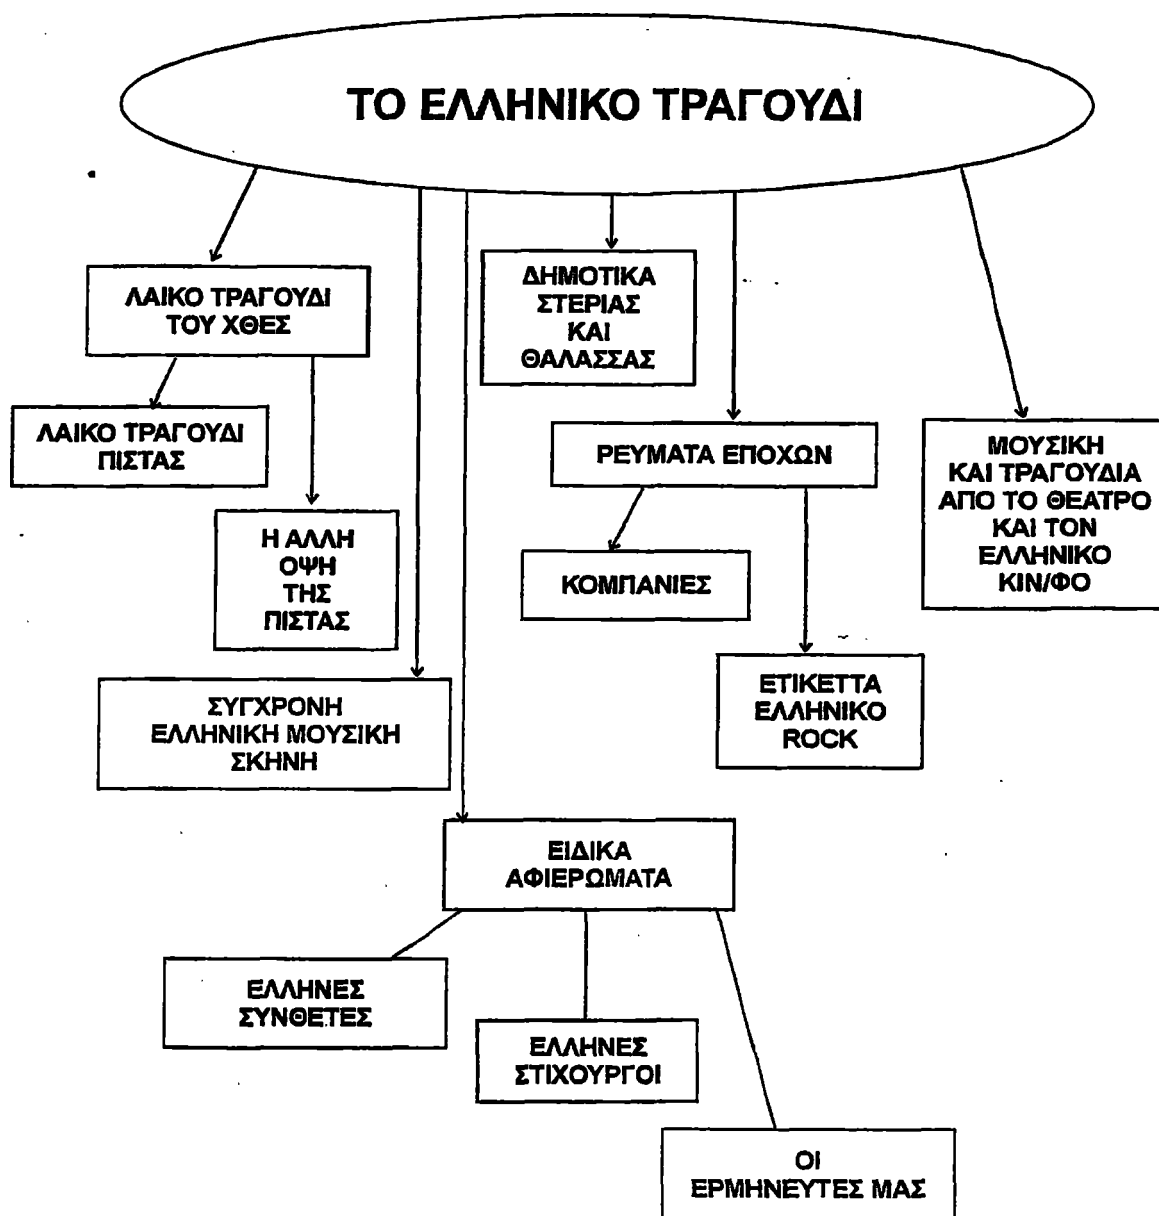 ΤΟ ΕΛΛΗΝΙΚΟ ΤΡΑΓΟΥΔΙ
ΛΑΙΚΟ ΤΡΑΓΟΥΔΙ
ΤΟΥ ΧΘΕΣ
ΔΗΜΟΤΙΚΑ
ΣΤΕΡΙΑΣ
ΚΑΙ
ΘΑΛΑΣΣΑΣ
ΛΑΙΚΟ ΤΡΑΓΟΥΔΙ
ΠΙΣΤΑΣ
ΡΕΥΜΑΤΑ ΕΠΟΧΩΝ
ΜΟΥΣΙΚΗ
ΚΑΙ ΤΡΑΓΟΥΔΙΑ
ΑΠΟ ΤΟ ΘΕΑΤΡΟ
ΚΑΙ ΤΟΝ
ΕΛΛΗΝΙΚΟ
ΚΙΝ/ΦΟ
Η ΑΛΛΗ
ΟΨΗ
ΤΗΣ
ΠΙΣΤΑΣ
ΚΟΜΠΑΝΙΕΣ
ΣΥΓΧΡΟΝΗ
ΕΛΛΗΝΙΚΗ ΜΟΥΣΙΚΗ
ΣΚΗΝΗ
ΕΤΙΚΕΤΤΑ
ΕΛΛΗΝΙΚΟ
ROCK
ΕΙΔΙΚΑ
ΑΦΙΕΡΩΜΑΤΑ
ΕΛΛΗΝΕΣ
ΣΥΝΘΕΤΕΣ
ΕΛΛΗΝΕΣ
ΣΤΙΧΟΥΡΓΟΙ
ΟΙ
ΕΡΜΗΝΕΥΤΕΣ ΜΑΣ